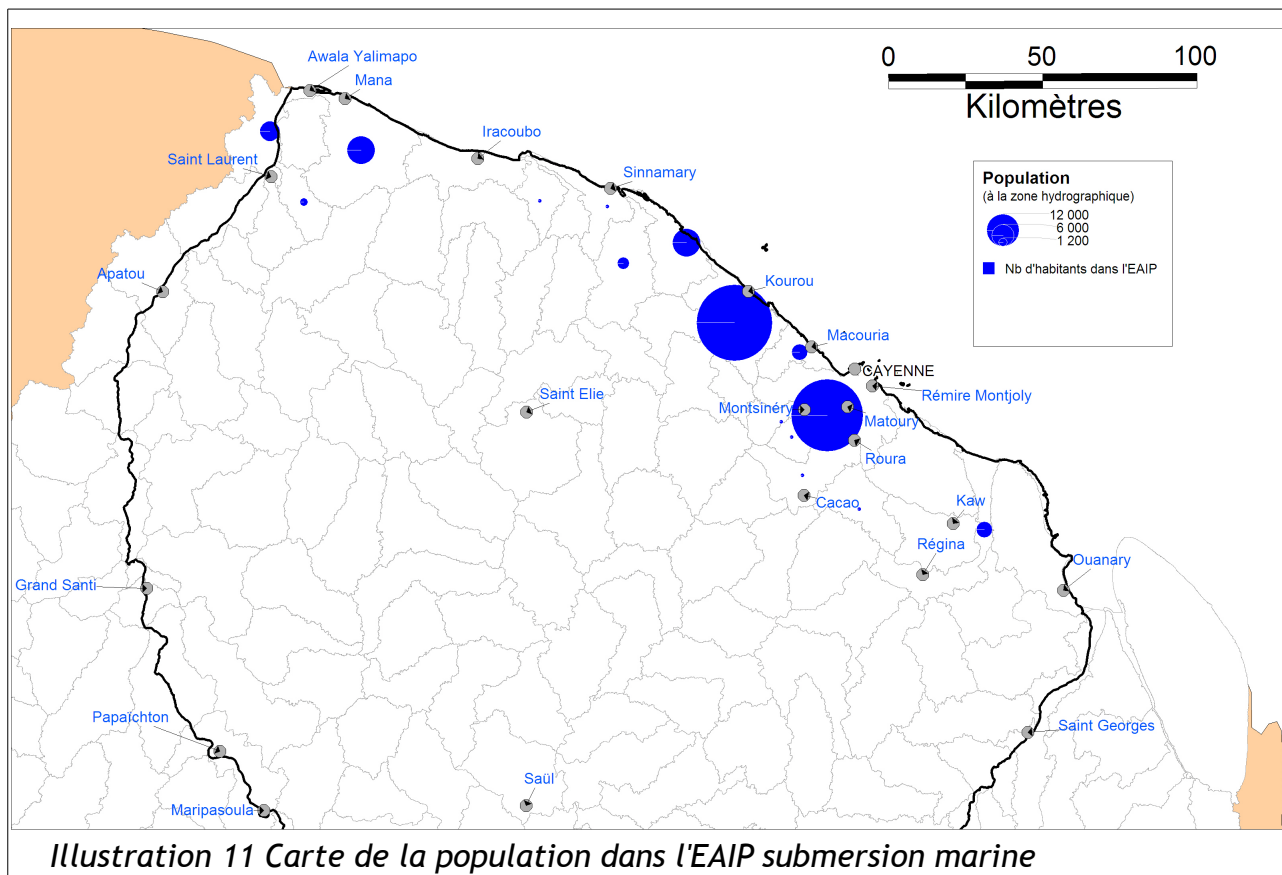 0 50 100
Kilomètres
Awala Yalimapo
Mana
Iracoubo
Saint Laurent
Sinnamary
Population
(à la zone hydrographique)
12 000
6 000
1 200
Nb d'habitants dans l'EAIP
Apatou
Kourou
Macouria
CAYENNE
Rémire Montjoly
Saint Elie
Montsinéry
Matoury
Roura
Cacao
Kaw
Régina
Grand Santi
Ouanary
Papaïchton
Saint Georges
Saül
Maripasoula
Illustration 11 Carte de la population dans l'EAIP submersion marine